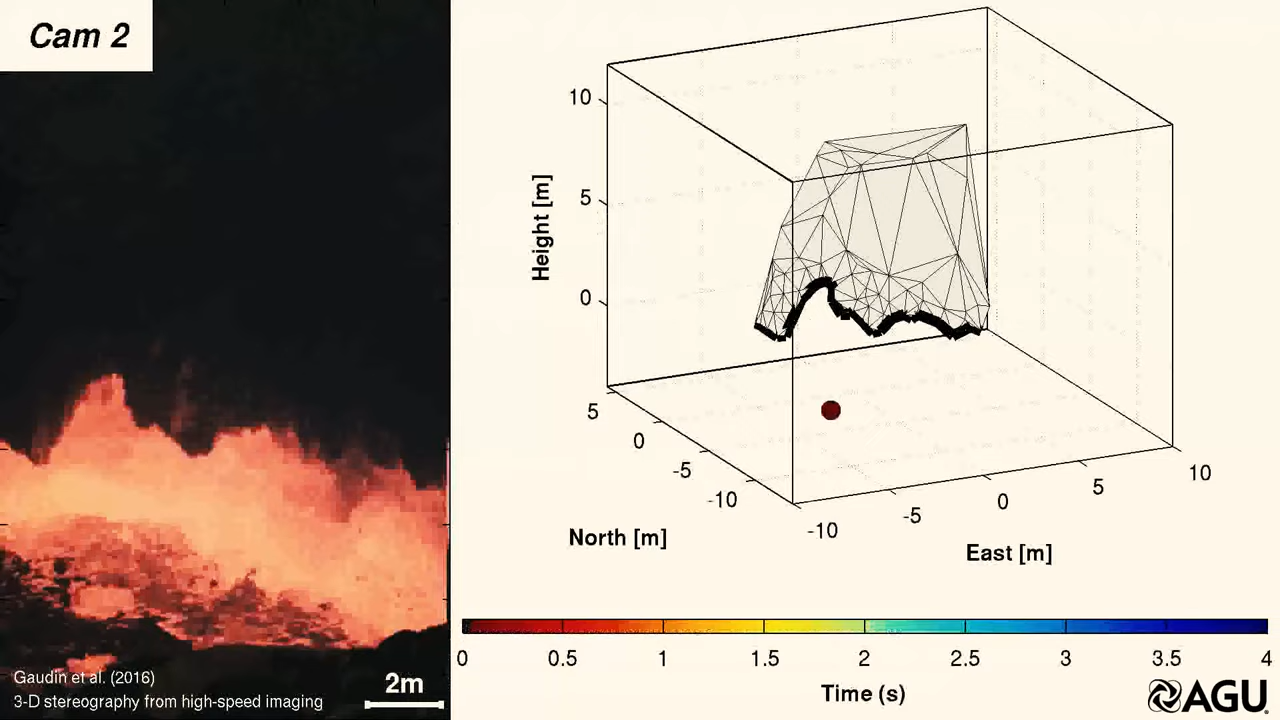 Cam 2
Gaudin et al. (2016)
3-D stereography from high-speed imaging
2m
10
5
0
Height [m]
5
0
-5
-10
North [m]
-10
-5
0
5
10
East [m]
0
0.5
1
1.5
2
2.5
3
3.5
4
Time (s)
AGU